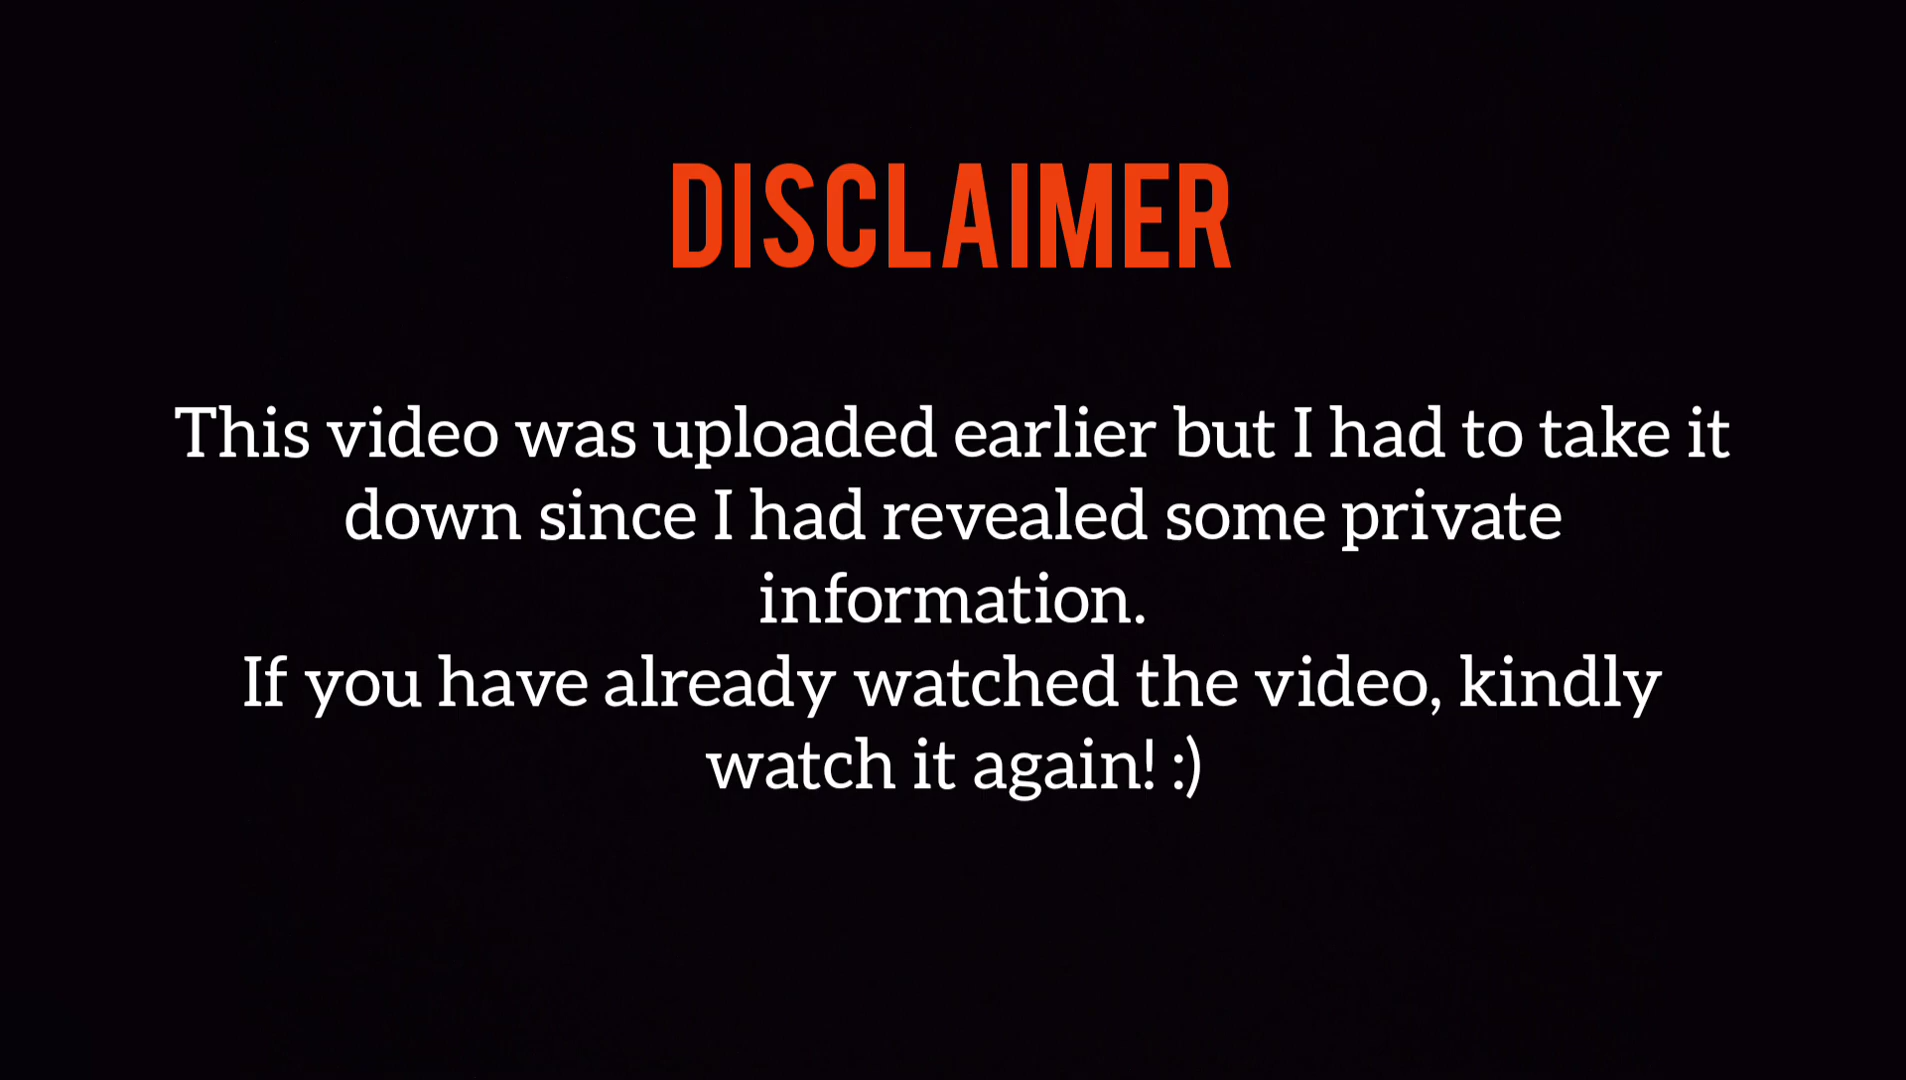 DISCLAIMER
This video was uploaded earlier but I had to take it
down since I had revealed some private
information.
If you have already watched the video, kindly
watch it again! :)